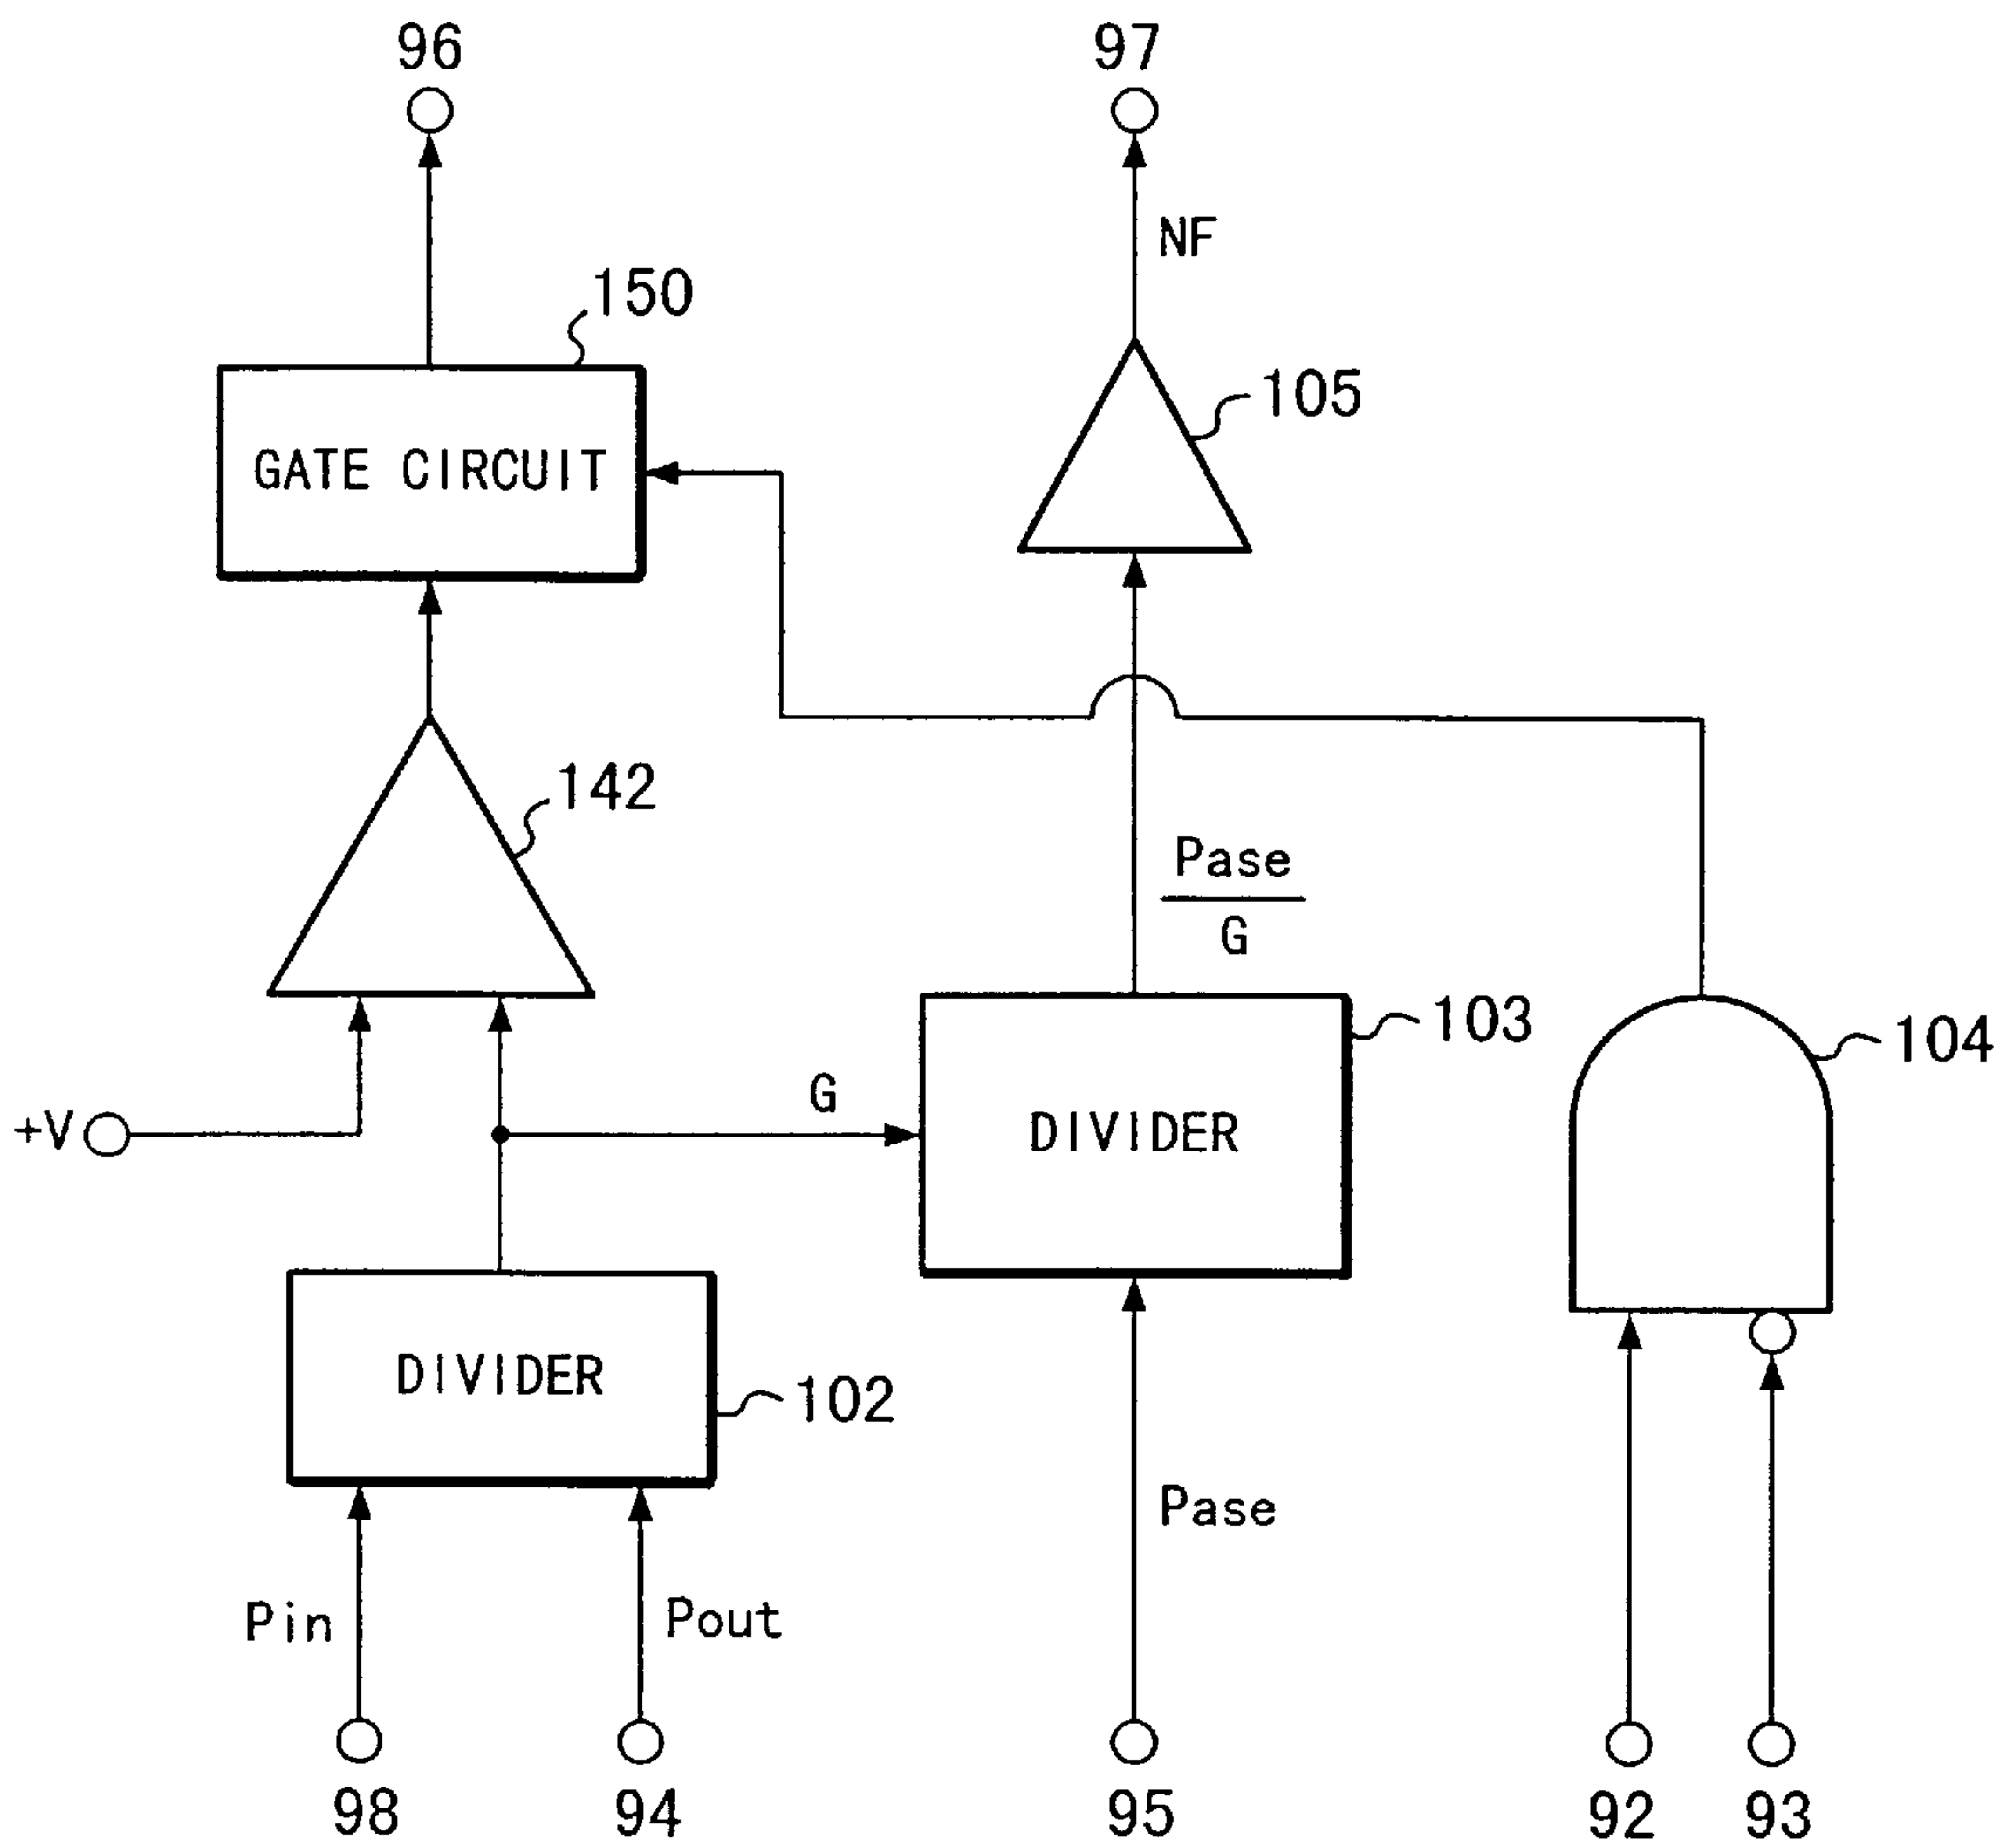 96
97
NF
150
105
GATE CIRCUIT
142
Pase
G
103
104
G
+V
DIVIDER
DIVIDER
102
Pase
Pin
Pout
98
94
95
92
93